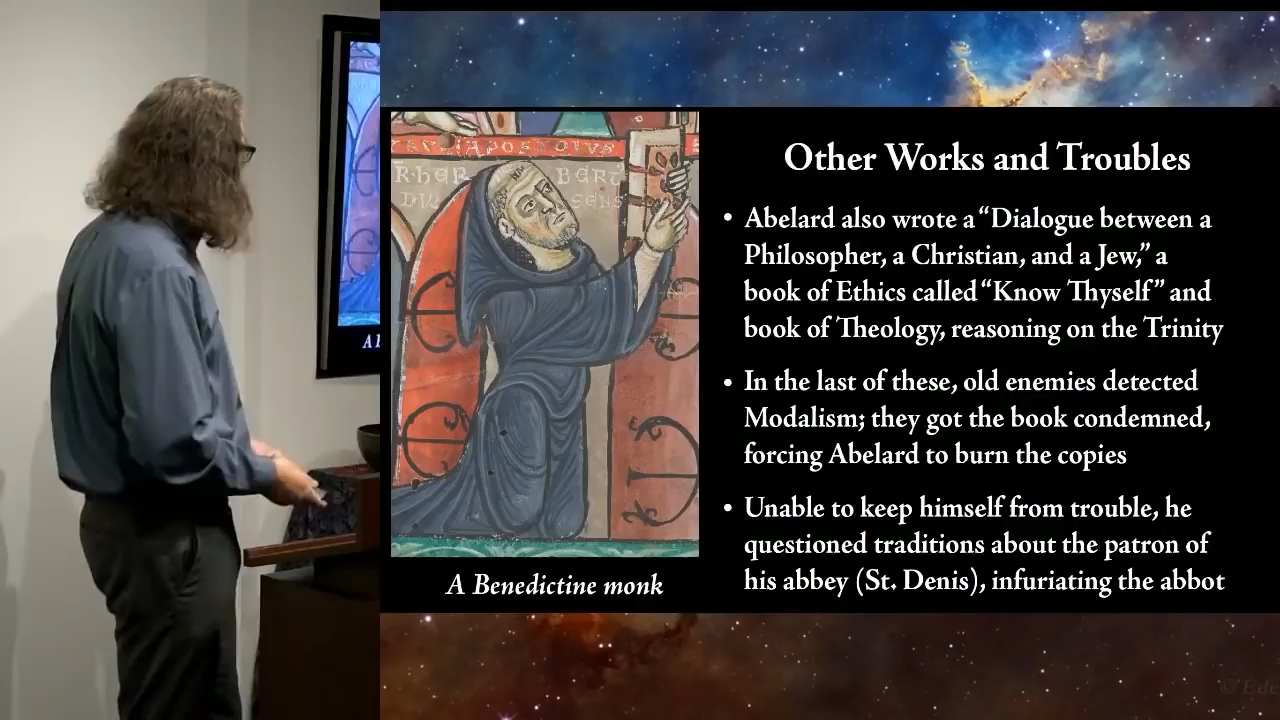 Other Works and Troubles
• Abelard also wrote a “Dialogue between a
Philosopher, a Christian, and a Jew,” a
book of Ethics called “Know Thyself” and
book of Theology, reasoning on the Trinity
• In the last of these, old enemies detected
Modalism; they got the book condemned,
forcing Abelard to burn the copies
• Unable to keep himself from trouble, he
questioned traditions about the patron of
his abbey (St. Denis), infuriating the abbot
A Benedictine monk